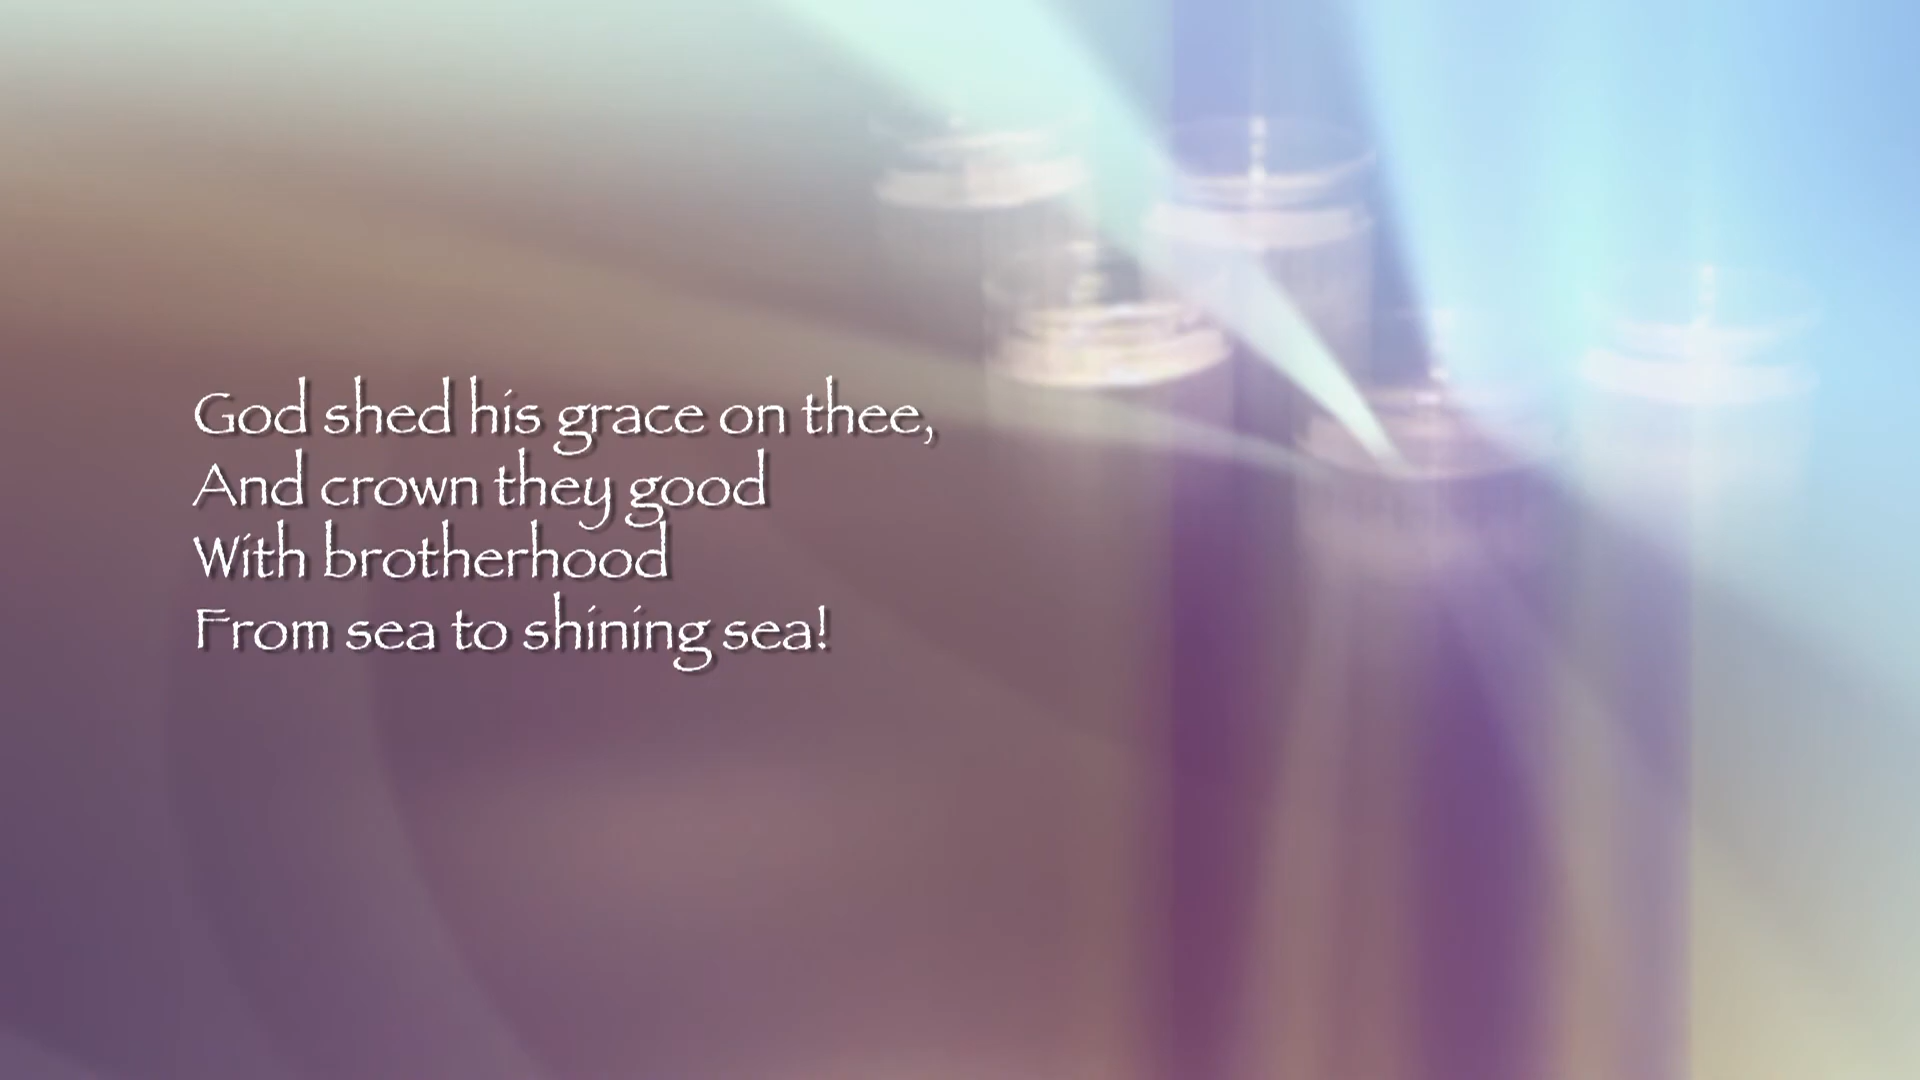 God shed his grace on thee,
And crown they good
With brotherhood
From sea to shining sea!